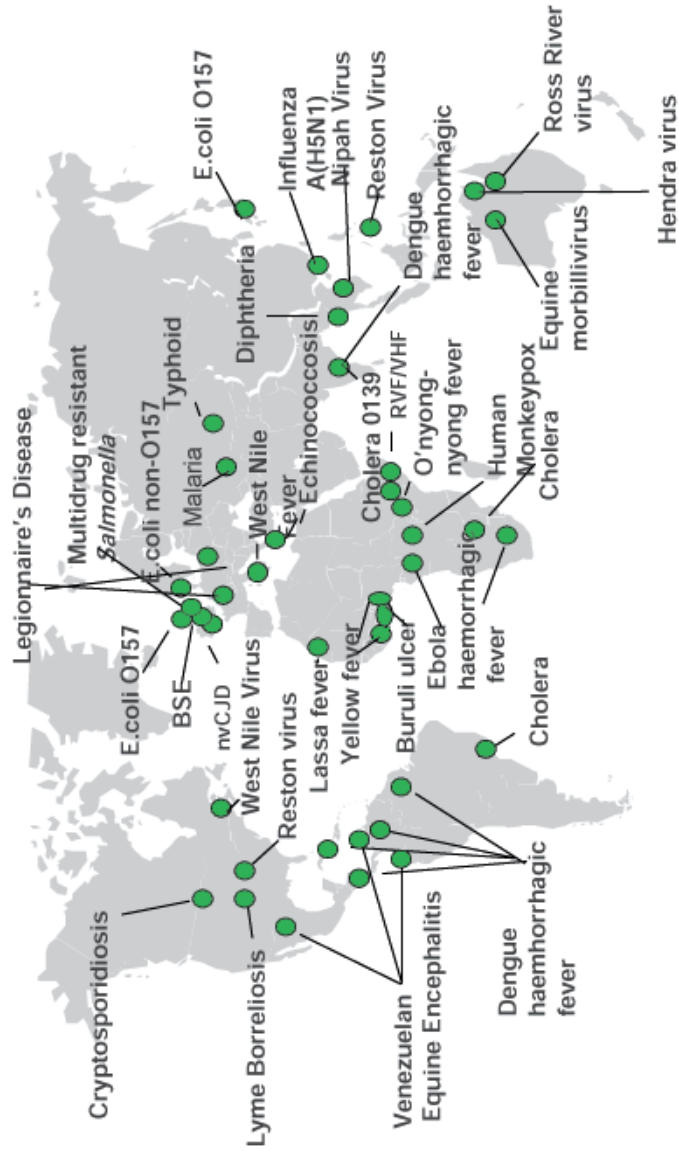 Legionnaire's Disease
Multidrug resistant
Salmonella
E.coli non-O157
Typhoid
Malaria
E.coli O157
BSE
nvCJD
West Nile Virus
Reston virus
Cryptosporidiosis
Lyme Borreliosis
Venezuelan
Equine Encephalitis
Dengue
haemhorrhagic
fever
Cholera
Lassa fever
Yellow fever
Buruli ulcer
Ebola
haemorrhagic
fever
West Nile
Fever
Echinococcosis
Diphtheria
E.coli O157
Influenza
A(H5N1)
Nipah Virus
Reston Virus
Dengue
haemhorrhagic
fever
Cholera 0139
RVF/VHF
O'nyong-
nyong fever
Human
Monkeypox
Cholera
Equine
morbillivirus
Ross River
virus
Hendra virus